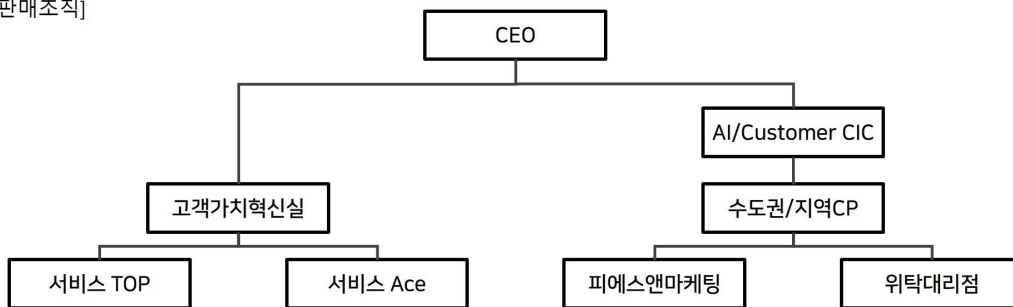 판매조직]
CEO
AI/Customer CIC
고객가치혁신실
수도권/지역CP
서비스 TOP
서비스 Ace
피에스앤마케팅
위탁대리점